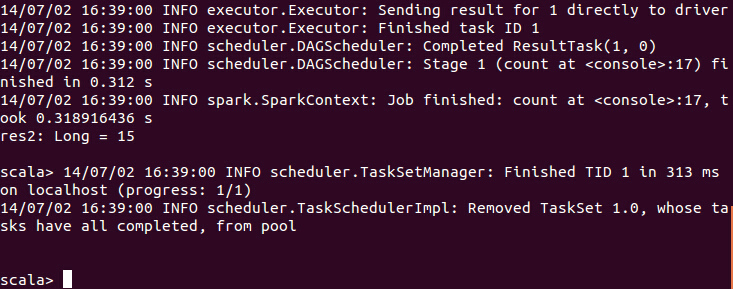 14/07/02 16:39:00 INFO executor.Executor: Sending result for 1 directly to driver
14/07/02 16:39:00 INFO executor.Executor: Finished task ID 1
14/07/02 16:39:00 INFO scheduler.DAGScheduler: Completed ResultTask(1, 0)
14/07/02 16:39:00 INFO scheduler.DAGScheduler: Stage 1 (count at <console>:17) fi
nished in 0.312 s
14/07/02 16:39:00 INFO spark.SparkContext: Job finished: count at <console>:17, t
ook 0.318916436 s
res2: Long = 15
scala> 14/07/02 16:39:00 INFO scheduler.TaskSetManager: Finished TID 1 in 313 ms
on localhost (progress: 1/1)
14/07/02 16:39:00 INFO scheduler.TaskSchedulerImpl: Removed TaskSet 1.0, whose ta
sks have all completed, from pool
scala>